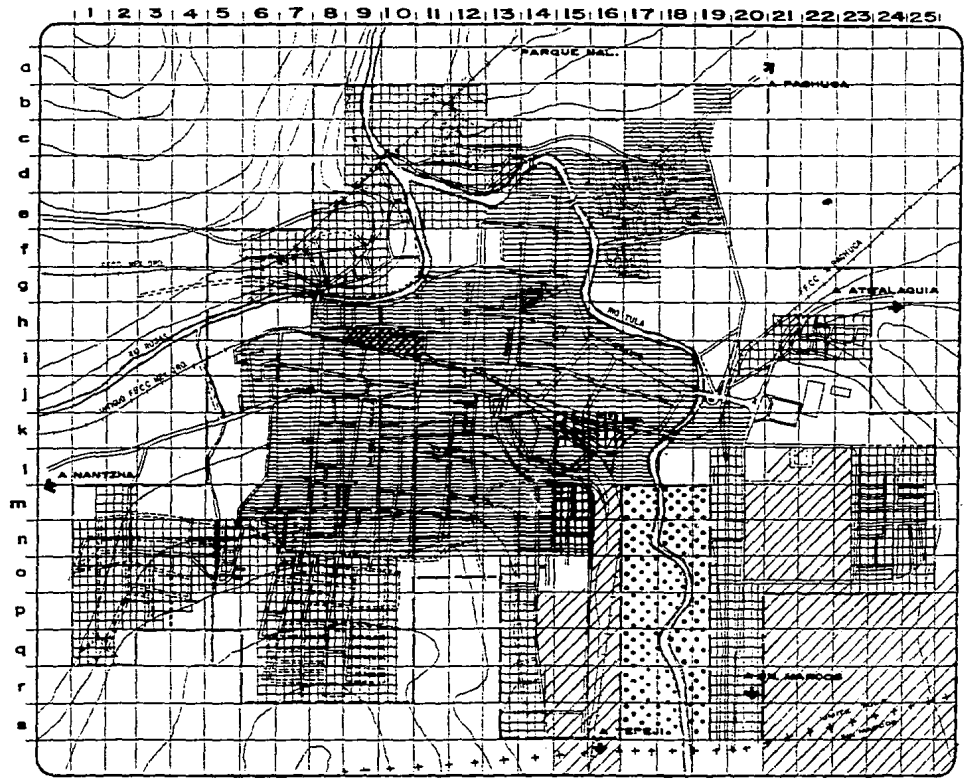 1 2 3 4 5 6 7 8 9 10 11 12 13 14 15 16 17 18 19 20 21 22 23 24 25
PARQUE NAL.
a
A PACHUCA
b
c
d
e
f
FFCC A PACHUCA
g
A ATITALAQUIA
h
RIO TULA
RIO ROSAS
i
j
k
l
A NANTZHA
m
n
o
p
q
r
A SN. MARCOS
s
A TEPEJI